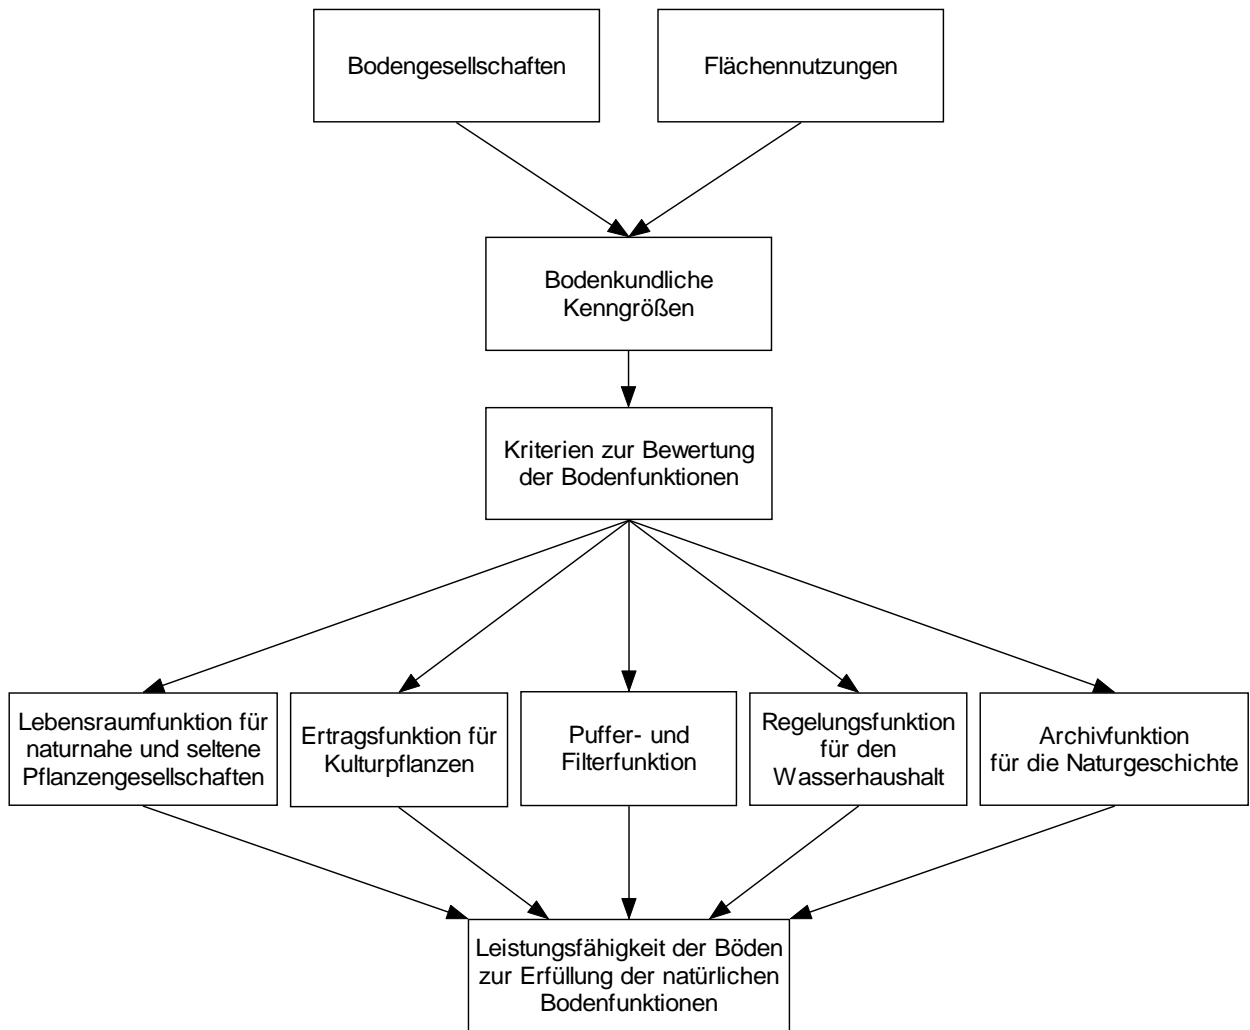 Bodengesellschaften
Flächennutzungen
Bodenkundliche
Kenngrößen
Kriterien zur Bewertung
der Bodenfunktionen
Lebensraumfunktion für
naturnahe und seltene
Pflanzengesellschaften
Ertragsfunktion für
Kulturpflanzen
Puffer- und
Filterfunktion
Regelungsfunktion
für den
Wasserhaushalt
Archivfunktion
für die Naturgeschichte
Leistungsfähigkeit der Böden
zur Erfüllung der natürlichen
Bodenfunktionen